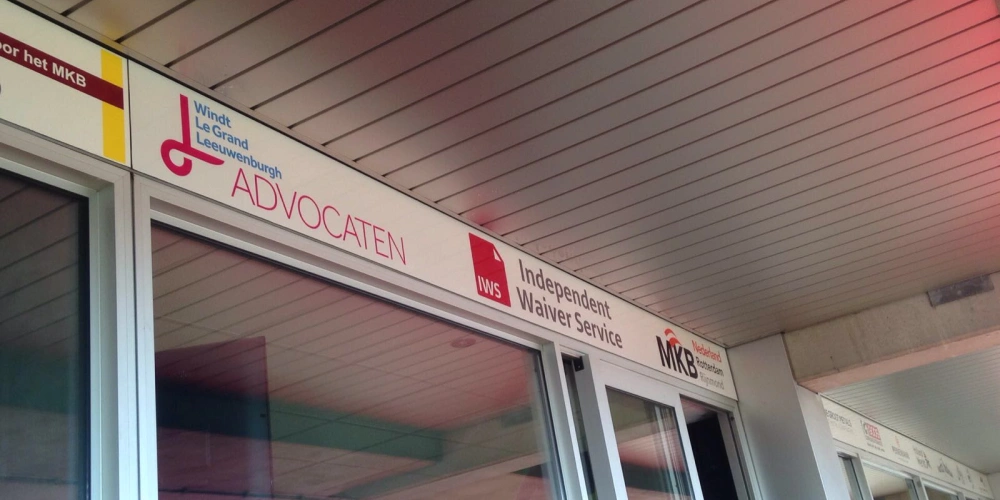 oor het MKB
Windt
Le Grand
Leeuwenburgh
ADVOCATEN
IWS
Independent
Waiver Service
MKB
Nederland
Rotterdam
Rijnmond